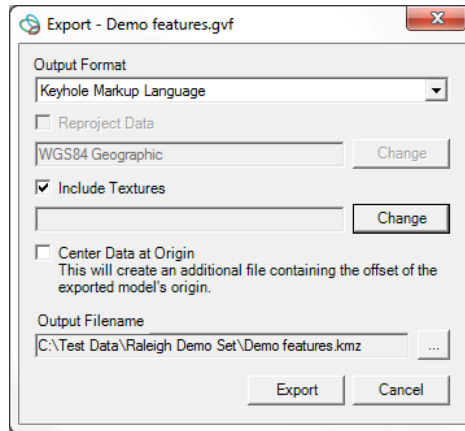 Export - Demo features.gvf
Output Format
Keyhole Markup Language
Reproject Data
WGS84 Geographic
Change
Include Textures
Change
Center Data at Origin
This will create an additional file containing the offset of the
exported model's origin.
Output Filename
C:\Test Data\Raleigh Demo Set\Demo features.kmz
...
Export
Cancel